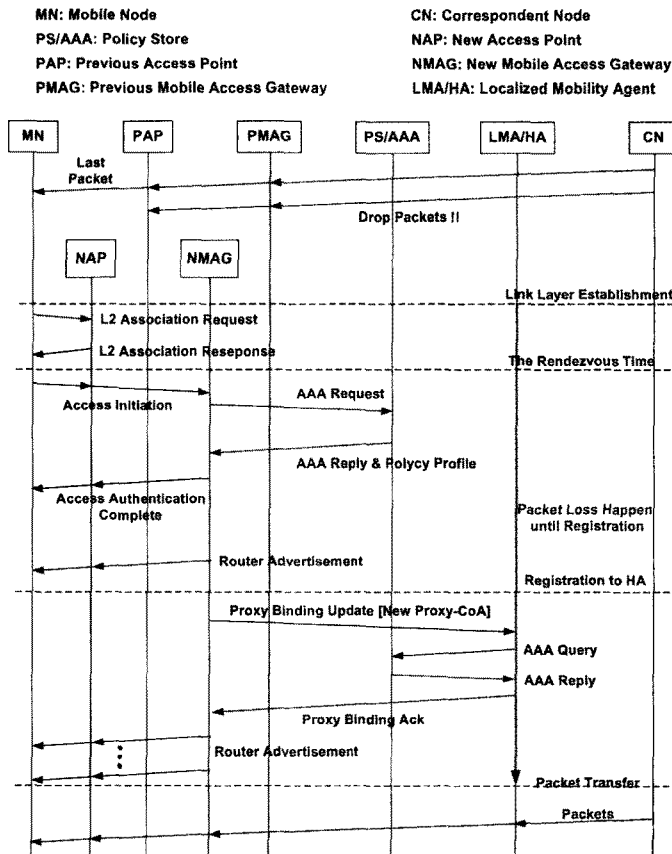 MN: Mobile Node
CN: Correspondent Node
PS/AAA: Policy Store
NAP: New Access Point
PAP: Previous Access Point
NMAG: New Mobile Access Gateway
PMAG: Previous Mobile Access Gateway
LMA/HA: Localized Mobility Agent
MN
PAP
PMAG
PS/AAA
LMA/HA
CN
Last
Packet
Drop Packets !!
NAP
NMAG
Link Layer Establishment
L2 Association Request
L2 Association Reseponse
The Rendezvous Time
AAA Request
Access Initiation
AAA Reply & Polycy Profile
Access Authentication
Complete
Packet Loss Happen
until Registration
Router Advertisement
Registration to HA
Proxy Binding Update [New Proxy-CoA]
AAA Query
AAA Reply
Proxy Binding Ack
Router Advertisement
Packet Transfer
Packets